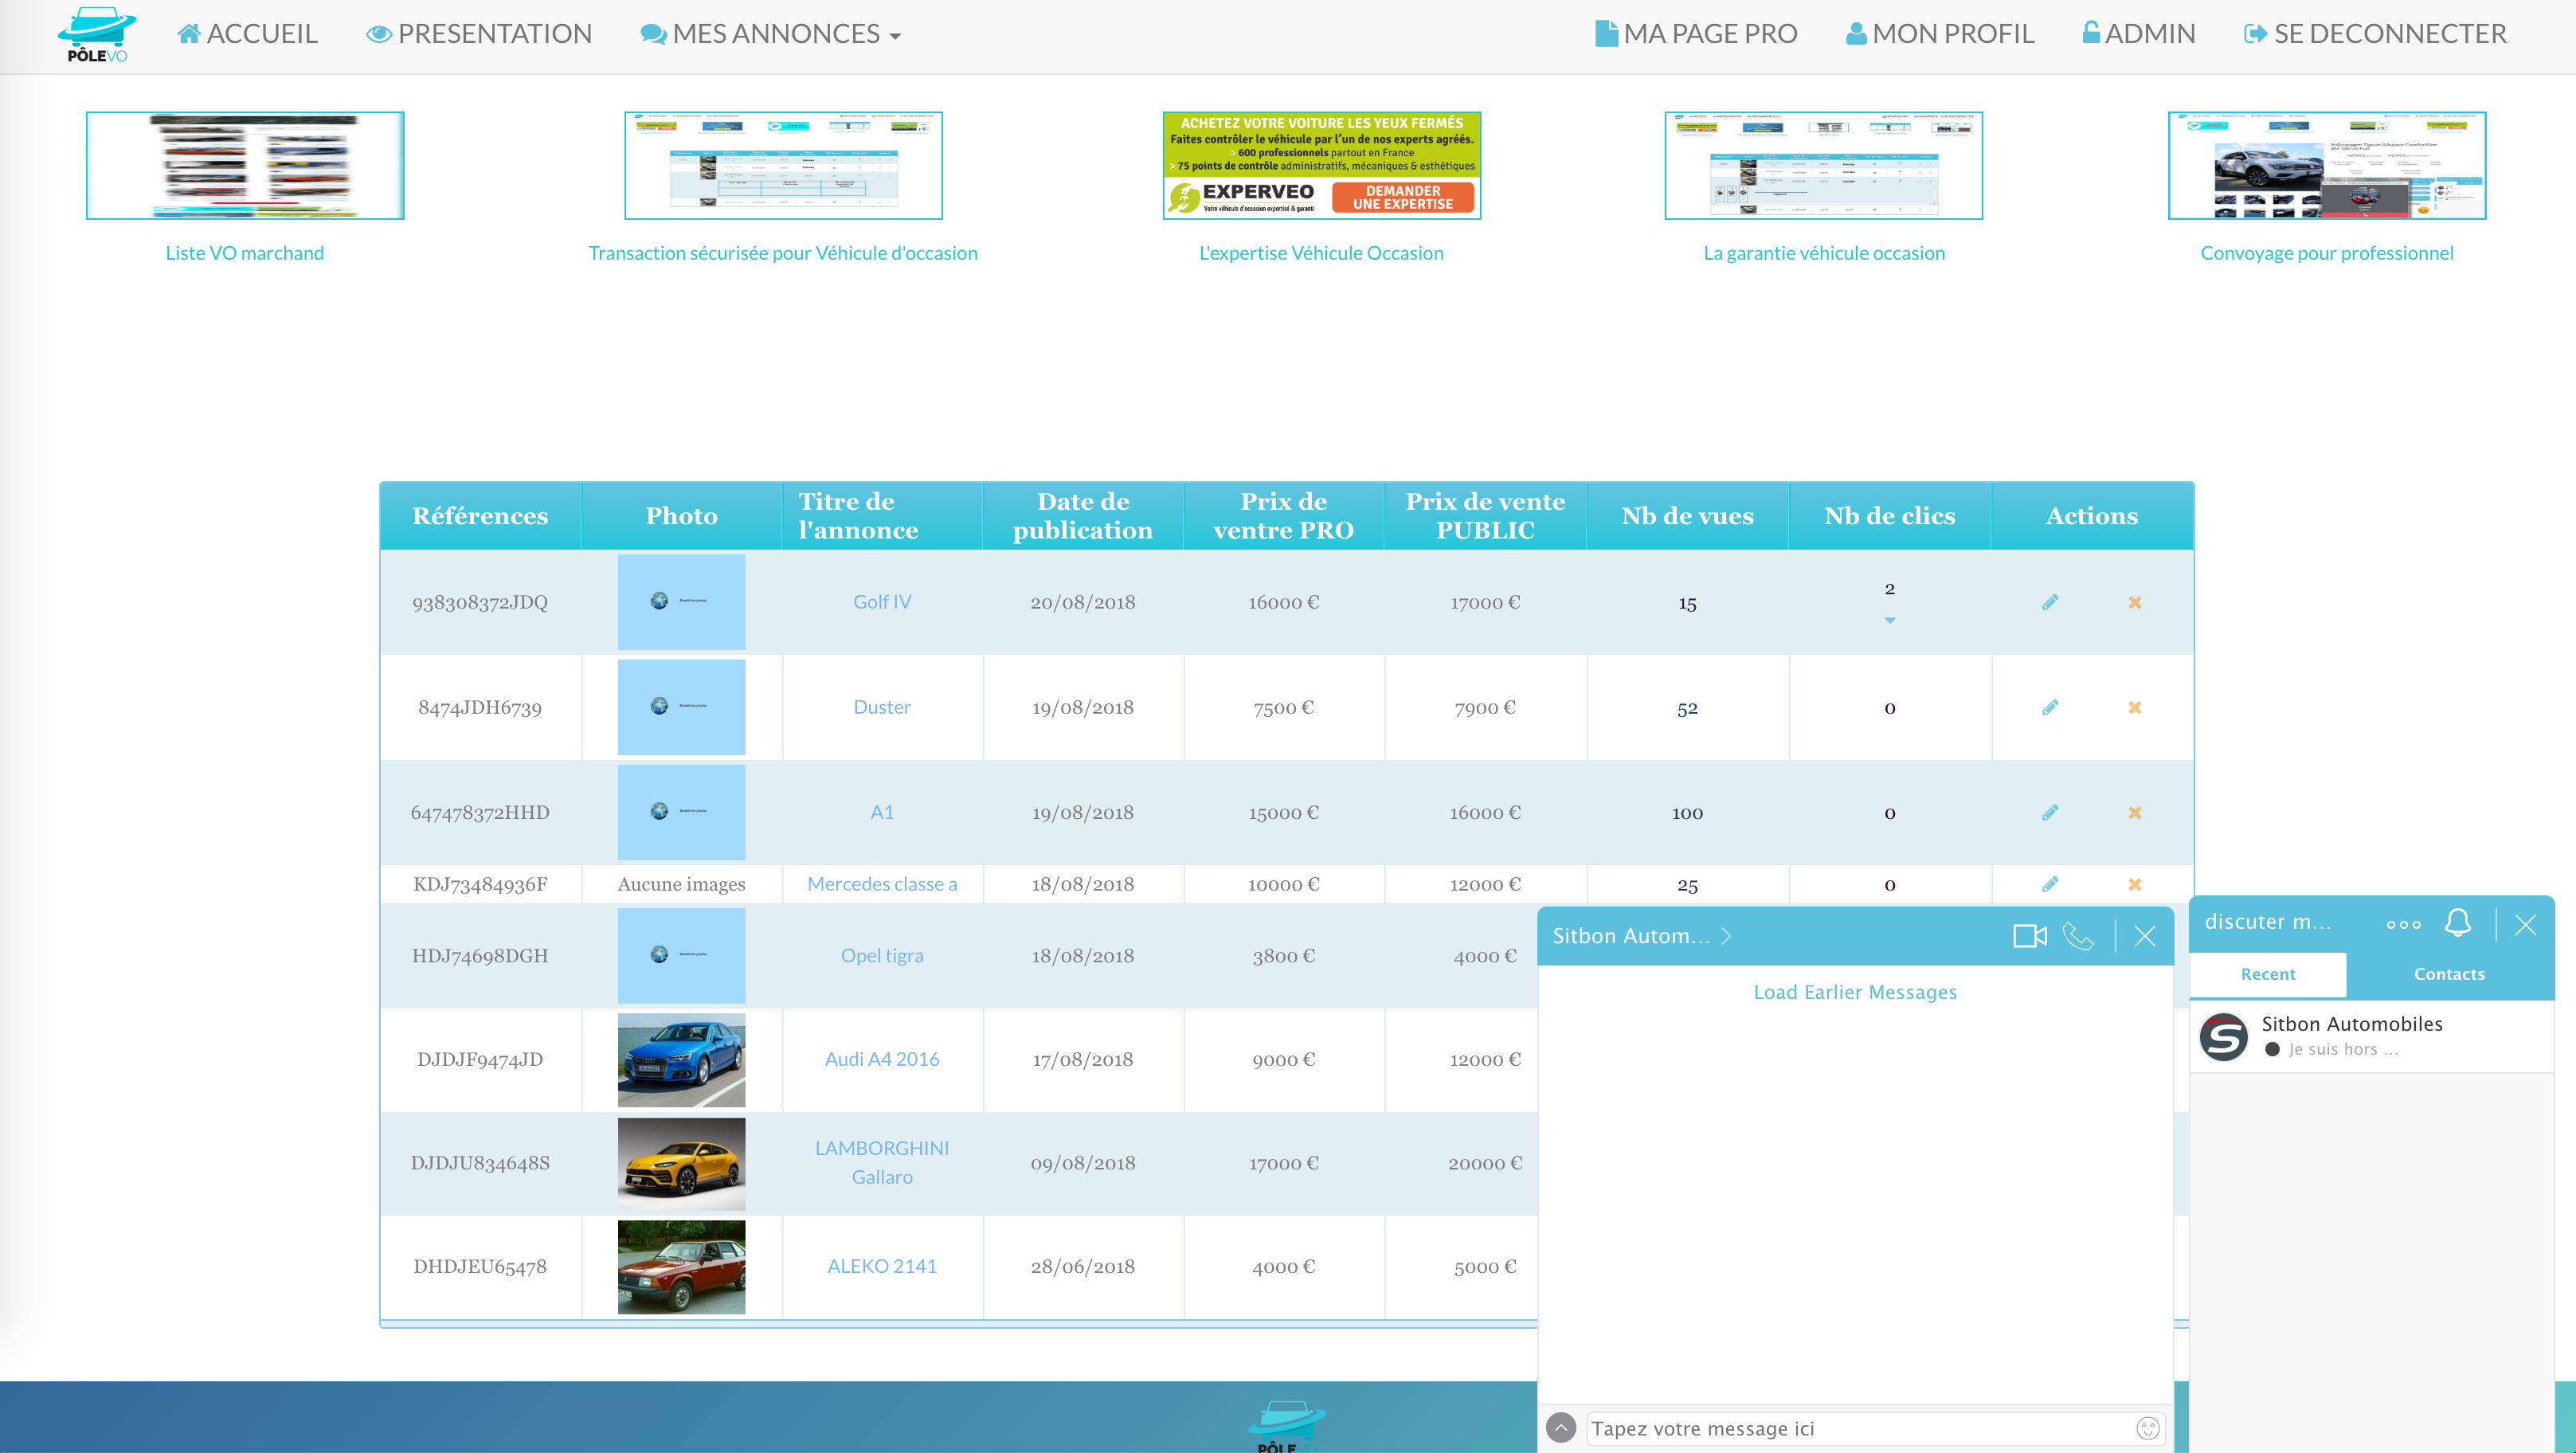 PÔLEVO
ACCUEIL
PRESENTATION
MES ANNONCES
MA PAGE PRO
MON PROFIL
ADMIN
SE DECONNECTER
ACHETEZ VOTRE VOITURE LES YEUX FERMÉS
Faites contrôler le véhicule par l'un de nos experts agréés.
> 600 professionnels partout en France
> 75 points de contrôle administratifs, mécaniques & esthétiques
EXPERVEO
Votre véhicule d'occasion expertisé & garanti
DEMANDER
UNE EXPERTISE
Liste VO marchand
Transaction sécurisée pour Véhicule d'occasion
L'expertise Véhicule Occasion
La garantie véhicule occasion
Convoyage pour professionnel
Références
Photo
Titre de
l'annonce
Date de
publication
Prix de
ventre PRO
Prix de vente
PUBLIC
Nb de vues
Nb de clics
Actions
938308372JDQ
Golf IV
20/08/2018
16000 €
17000 €
15
2
8474JDH6739
Duster
19/08/2018
7500 €
7900 €
52
0
647478372HHD
A1
19/08/2018
15000 €
16000 €
100
0
KDJ73484936F
Aucune images
Mercedes classe a
18/08/2018
10000 €
12000 €
25
0
HDJ74698DGH
Opel tigra
18/08/2018
3800 €
4000 €
DJDJF9474JD
Audi A4 2016
17/08/2018
9000 €
12000 €
DJDJU834648S
LAMBORGHINI
Gallaro
09/08/2018
17000 €
20000 €
DHDJEU65478
ALEKO 2141
28/06/2018
4000 €
5000 €
Sitbon Autom...
Load Earlier Messages
Tapez votre message ici
discuter m...
Recent
Contacts
Sitbon Automobiles
Je suis hors ...
PÔLE